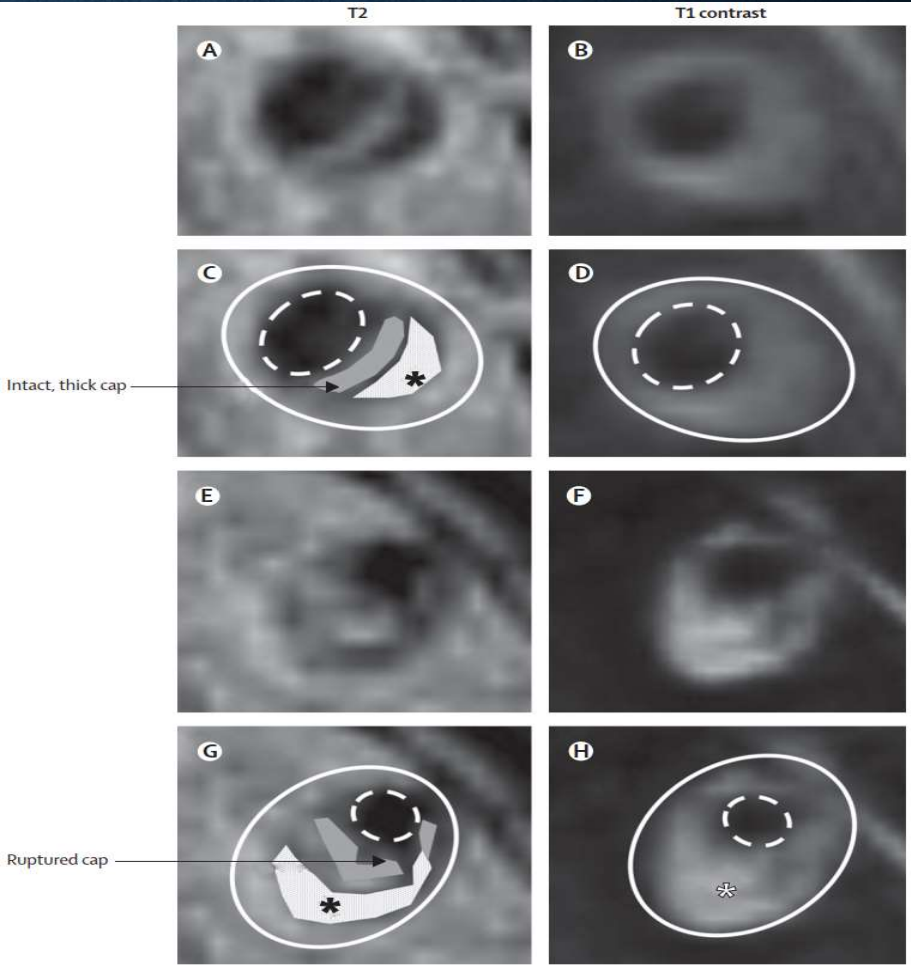 T2 T1 contrast
A B
C D
Intact, thick cap
*
E F
G H
Ruptured cap
* *